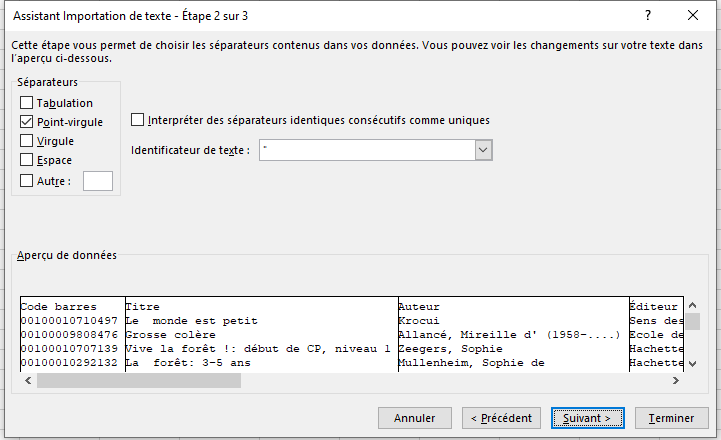 Assistant Importation de texte - Étape 2 sur 3
?
Cette étape vous permet de choisir les séparateurs contenus dans vos données. Vous pouvez voir les changements sur votre texte dans
l'aperçu ci-dessous.
Séparateurs
Tabulation
Point-virgule
Virgule
Espace
Autre :
Interpréter des séparateurs identiques consécutifs comme uniques
Identificateur de texte : "
Aperçu de données
Code barres Titre Auteur Éditeur
00100010710497 Le  monde est petit Krocui Sens des
00100009808476 Grosse colère Allancé, Mireille d' (1958-....) Ecole de
00100010707139 Vive la forêt !: début de CP, niveau 1 Zeegers, Sophie Hachette
00100010292132 La  forêt: 3-5 ans Mullenheim, Sophie de Hachette
Annuler < Précédent Suivant > Terminer